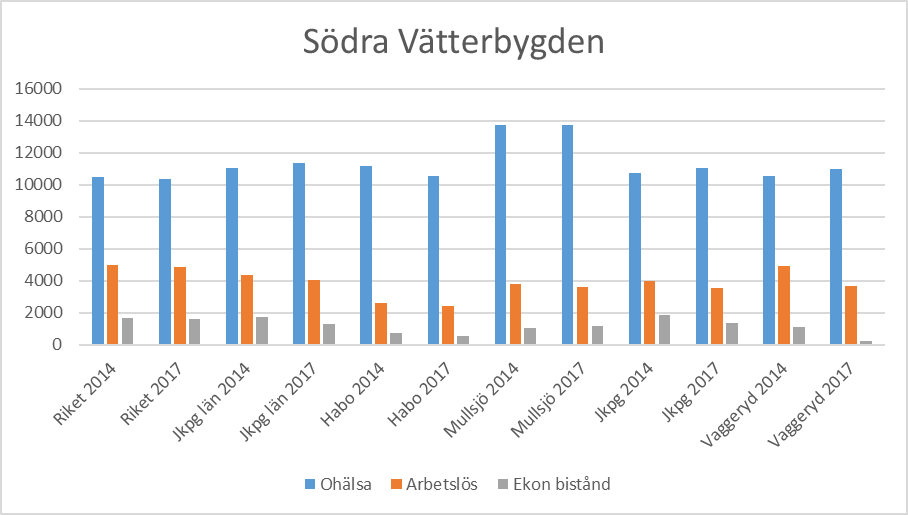 Södra Vätterbygden
16000
14000
12000
10000
8000
6000
4000
2000
0
Riket 2014
Riket 2017
Jkpg län 2014
Jkpg län 2017
Habo 2014
Habo 2017
Mullsjö 2014
Mullsjö 2017
Jkpg 2014
Jkpg 2017
Vaggeryd 2014
Vaggeryd 2017
Ohälsa Arbetslös Ekon bistånd